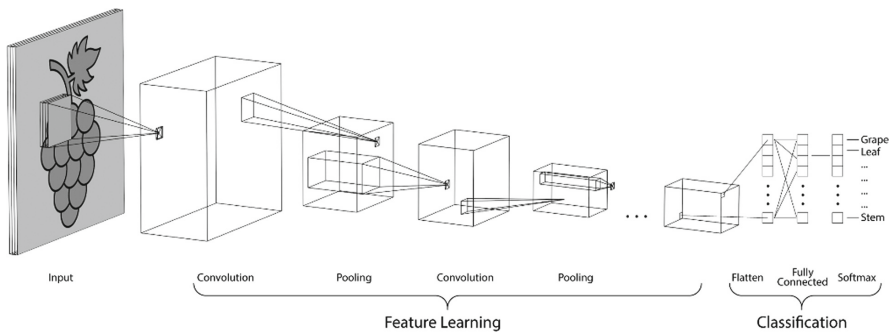 Grape
Leaf
...
...
...
...
Stem
Input
Convolution
Pooling
Convolution
Pooling
Flatten
Fully
Connected
Softmax
Feature Learning
Classification